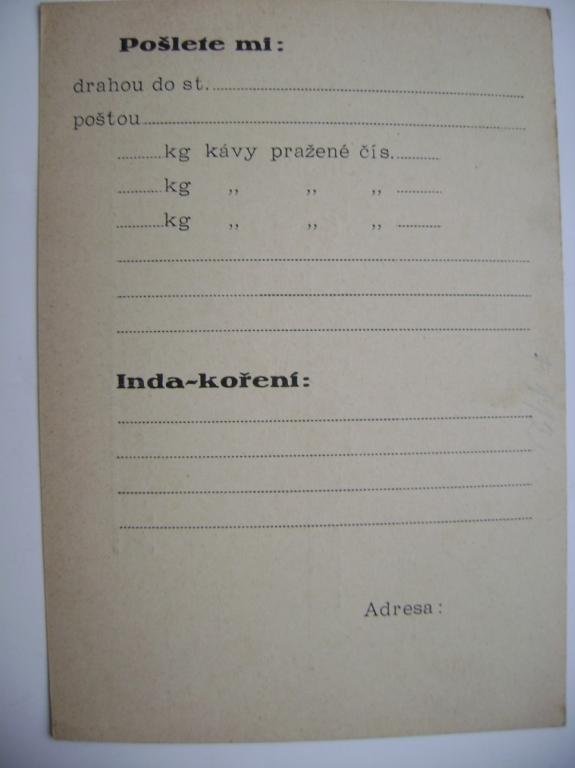 Pošlete mi:
drahou do st.
poštou
kg kávy pražené čís.
kg „ „ „
kg „ „ „
Inda-koření:
Adresa: